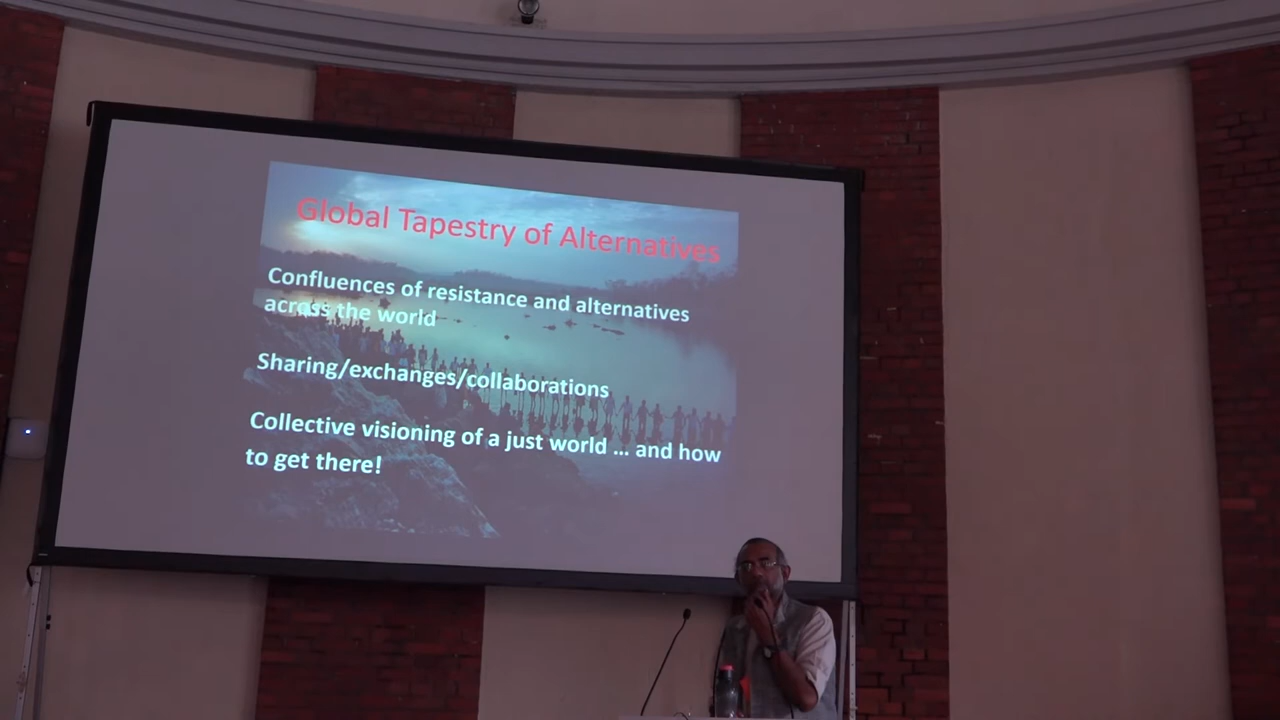 Global Tapestry of Alternatives
Confluences of resistance and alternatives
across the world
Sharing/exchanges/collaborations
Collective visioning of a just world ... and how
to get there!